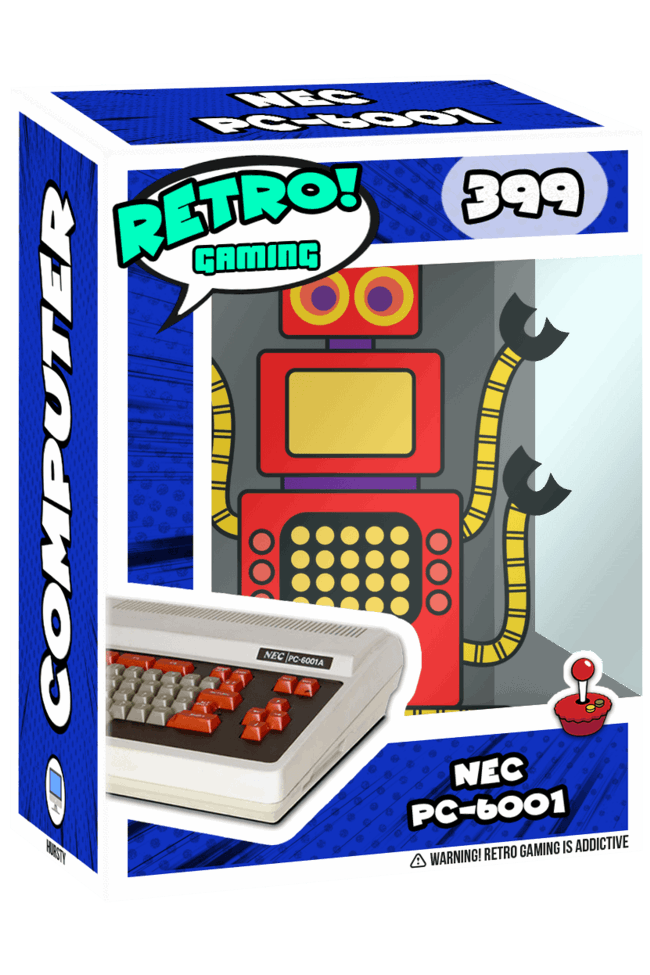 NEC
PC-6001
RETRO!
GAMING
399
COMPUTER
NEC PC-6001A
NEC
PC-6001
WARNING! RETRO GAMING IS ADDICTIVE
HURSTY